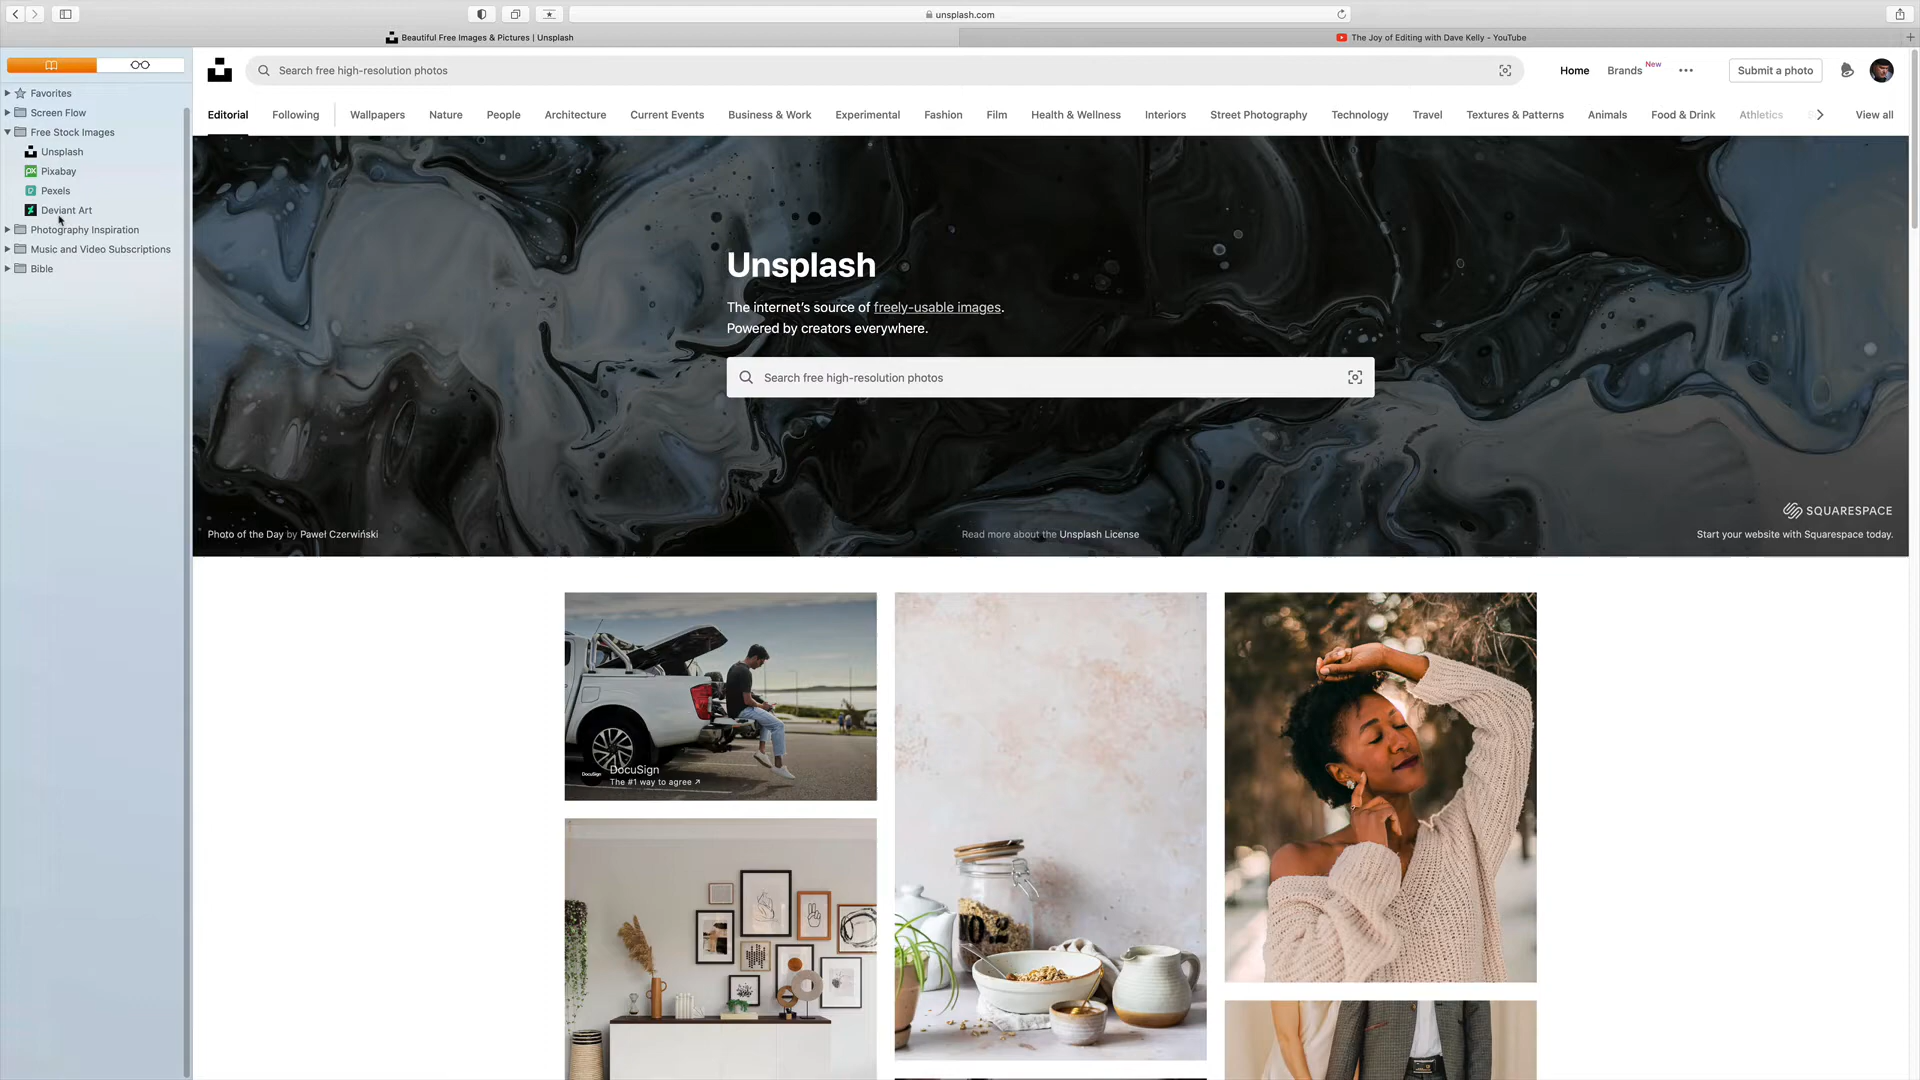 unsplash.com
Beautiful Free Images & Pictures | Unsplash
The Joy of Editing with Dave Kelly - YouTube
Favorites
Screen Flow
Free Stock Images
Unsplash
Pixabay
Pexels
Deviant Art
Photography Inspiration
Music and Video Subscriptions
Bible
Search free high-resolution photos
Home
Brands New
Submit a photo
Editorial
Following
Wallpapers
Nature
People
Architecture
Current Events
Business & Work
Experimental
Fashion
Film
Health & Wellness
Interiors
Street Photography
Technology
Travel
Textures & Patterns
Animals
Food & Drink
Athletics
View all
Unsplash
The internet’s source of freely-usable images.
Powered by creators everywhere.
Search free high-resolution photos
SQUARESPACE
Photo of the Day by Paweł Czerwiński
Read more about the Unsplash License
Start your website with Squarespace today.
DocuSign
DocuSign
The #1 way to agree ↗